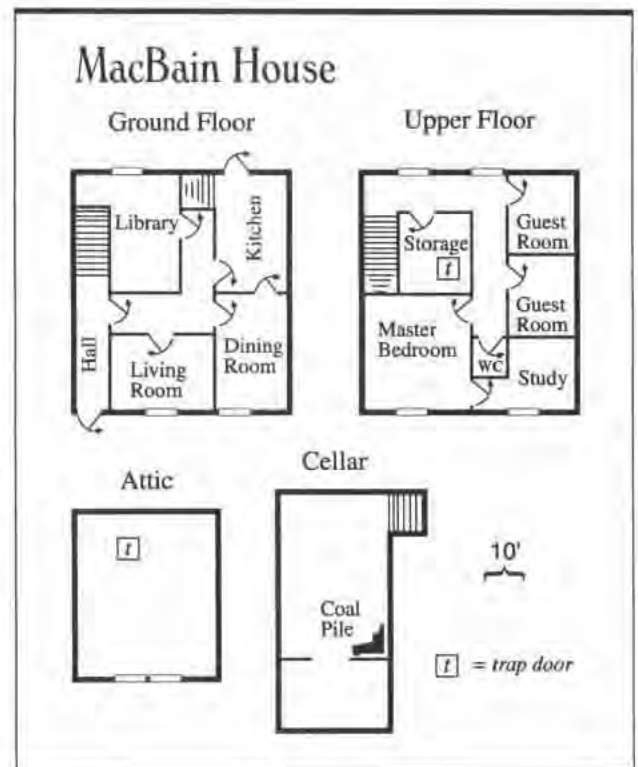 MacBain House
Ground Floor
Upper Floor
Library
Kitchen
Hall
Living
Room
Dining
Room
Storage
t
Guest
Room
Guest
Room
Master
Bedroom
WC
Study
Attic
t
Cellar
Coal
Pile
10'
t = trap door